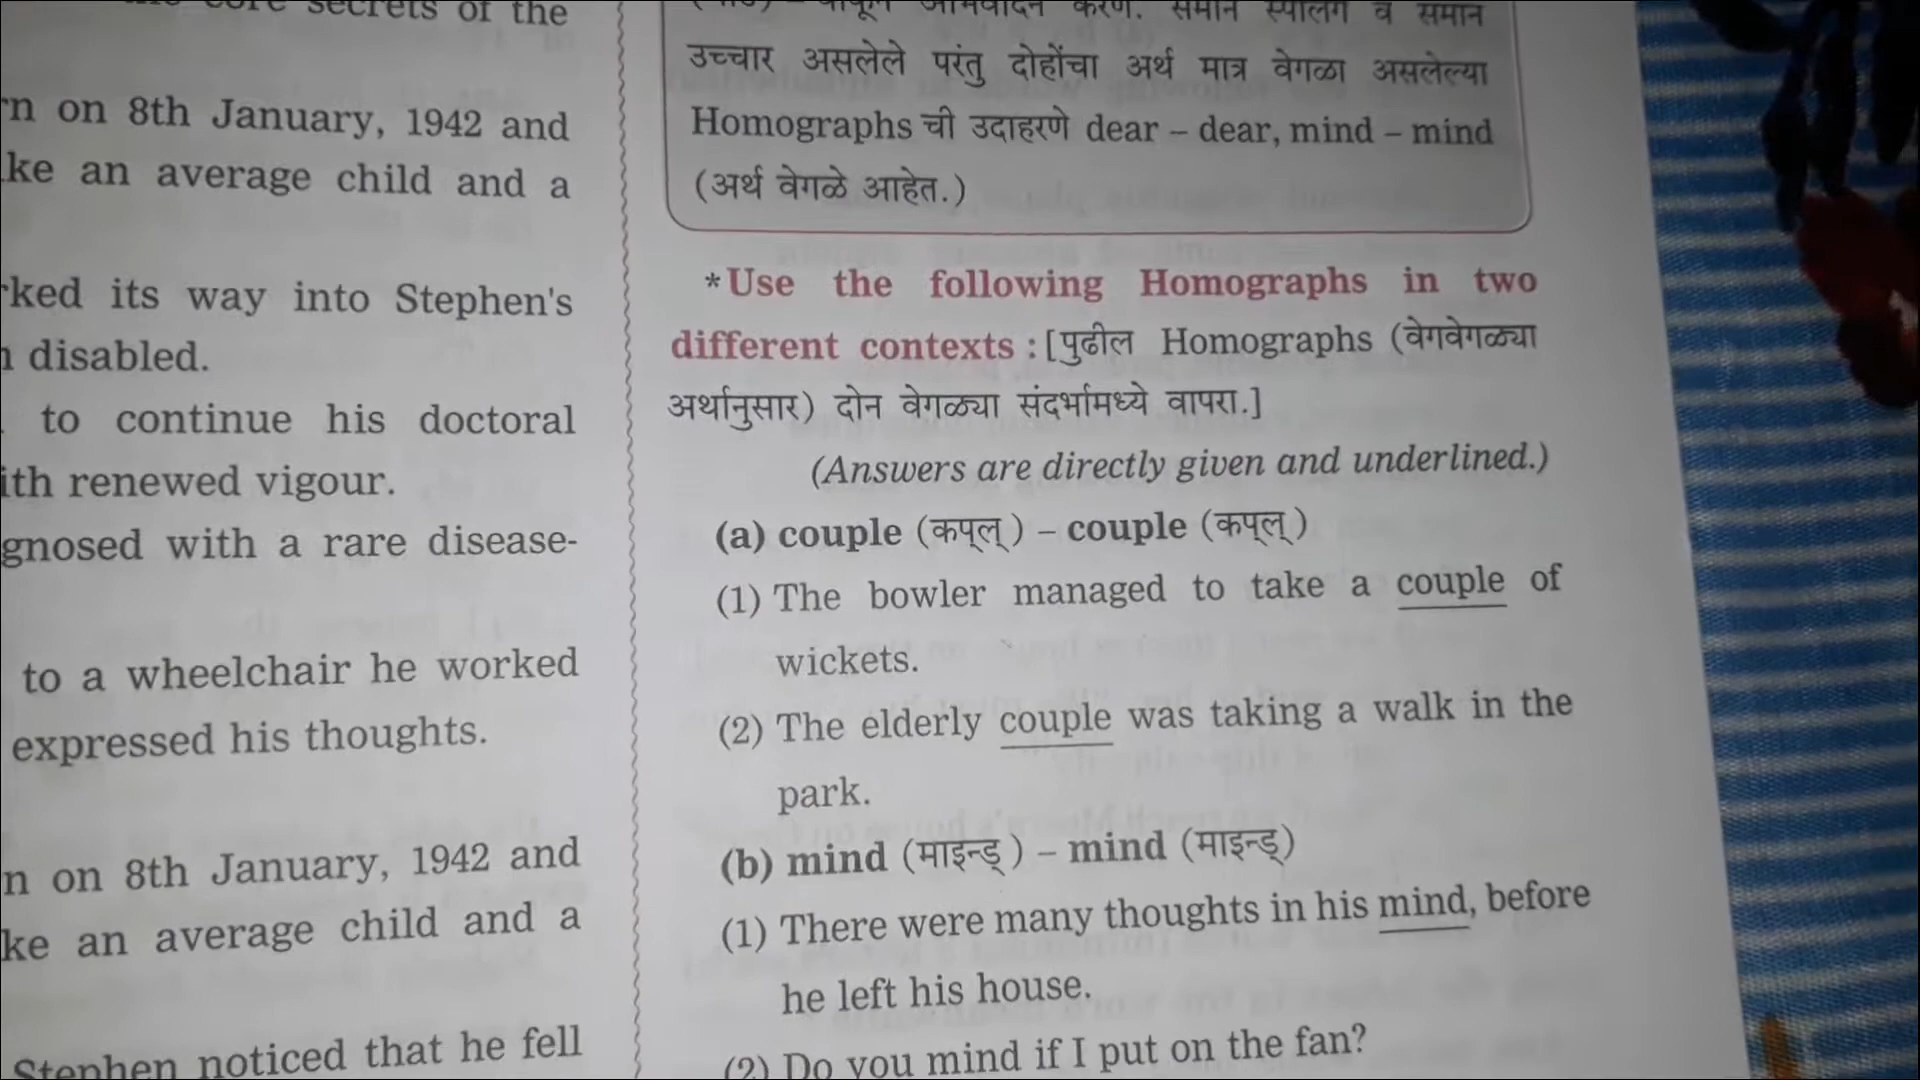 secrets of the
on 8th January, 1942 and
an average child and a
its way into Stephen's
disabled.
to continue his doctoral
renewed vigour.
with a rare disease-
to a wheelchair he worked
expressed his thoughts.
on 8th January, 1942 and
an average child and a
Stephen noticed that he fell
करणे. समान स्पेलिंग व समान
उच्चार असलेले परंतु दोहोंचा अर्थ मात्र वेगळा असलेल्या
Homographs ची उदाहरणे dear – dear, mind – mind
(अर्थ वेगळे आहेत.)
*Use the following Homographs in two
different contexts : [पुढील Homographs (वेगवेगळ्या
अर्थानुसार) दोन वेगळ्या संदर्भामध्ये वापरा.]
(Answers are directly given and underlined.)
(a) couple (कप्ल्) – couple (कप्ल्)
(1) The bowler managed to take a couple of
wickets.
(2) The elderly couple was taking a walk in the
park.
(b) mind (माइन्ड्) – mind (माइन्ड्)
(1) There were many thoughts in his mind, before
he left his house.
(2) Do you mind if I put on the fan?